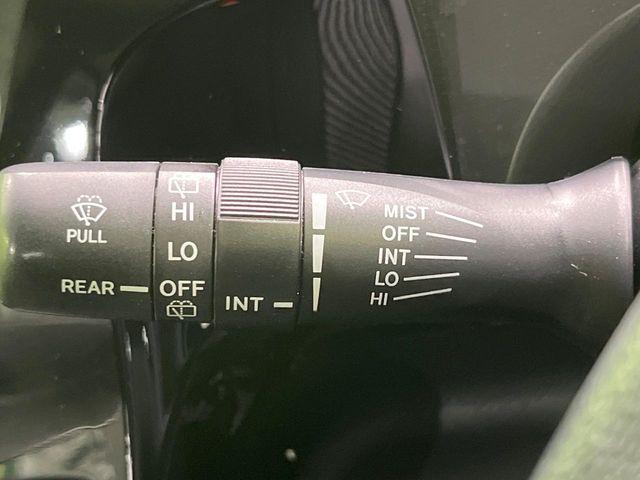 PULL
REAR
HI
LO
OFF
INT
MIST
OFF
INT
LO
HI